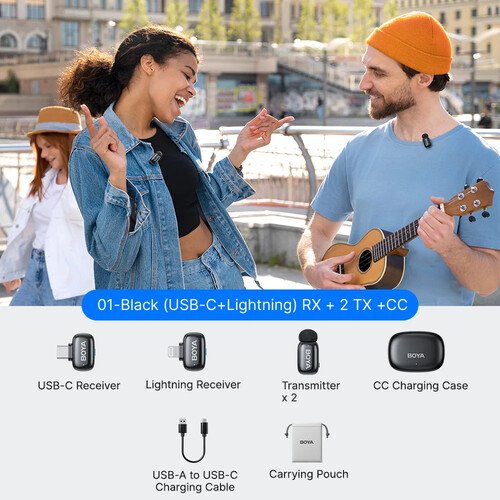 01-Black (USB-C+Lightning) RX + 2 TX +CC
BOYA
BOYA
BOYA
BOYA
USB-C Receiver
Lightning Receiver
Transmitter
x 2
CC Charging Case
BOYA
USB-A to USB-C
Charging Cable
Carrying Pouch